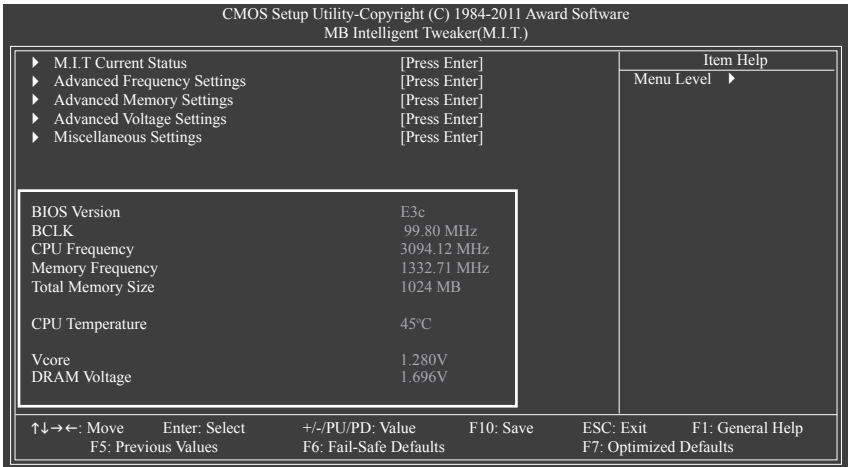 CMOS Setup Utility-Copyright (C) 1984-2011 Award Software
MB Intelligent Tweaker(M.I.T.)
M.I.T Current Status [Press Enter]
Advanced Frequency Settings [Press Enter]
Advanced Memory Settings [Press Enter]
Advanced Voltage Settings [Press Enter]
Miscellaneous Settings [Press Enter]
Item Help
Menu Level
BIOS Version E3c
BCLK 99.80 MHz
CPU Frequency 3094.12 MHz
Memory Frequency 1332.71 MHz
Total Memory Size 1024 MB
CPU Temperature 45°C
Vcore 1.280V
DRAM Voltage 1.696V
↑↓→←: Move Enter: Select +/-/PU/PD: Value F10: Save ESC: Exit F1: General Help
F5: Previous Values F6: Fail-Safe Defaults F7: Optimized Defaults